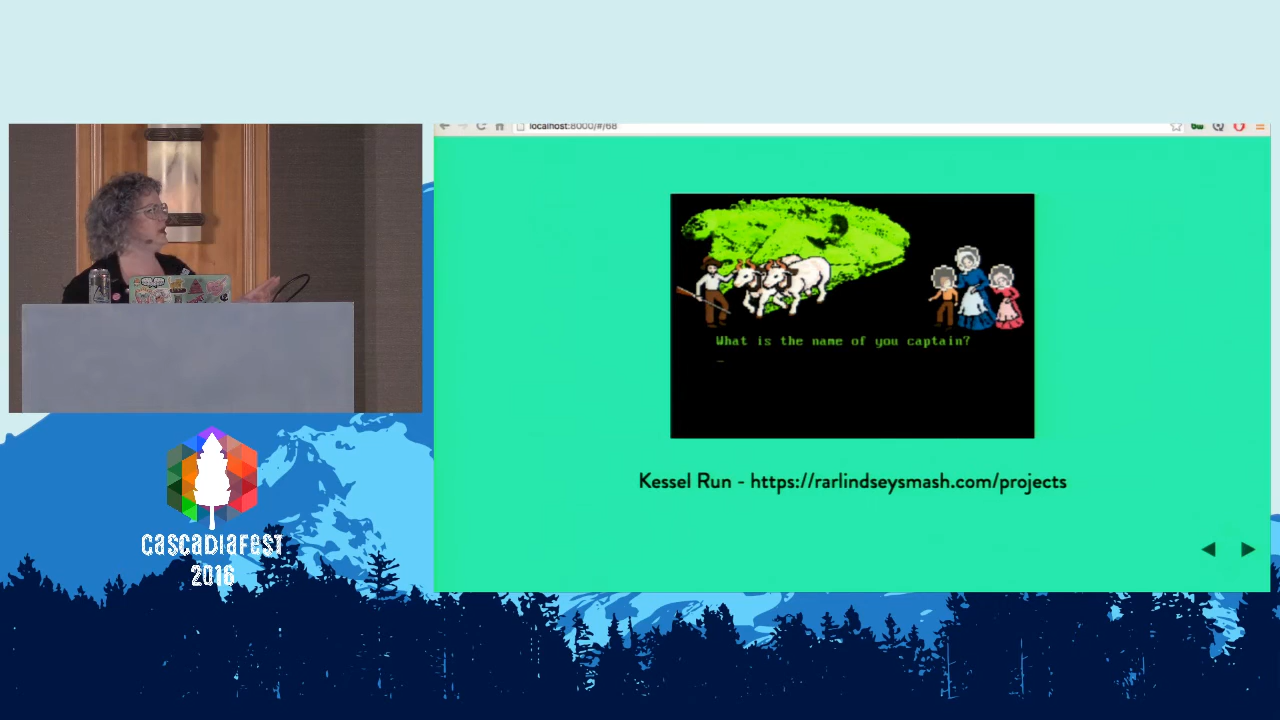 localhost:8000/#/68
What is the name of you captain?
Kessel Run - https://rarlindseysmash.com/projects
CASCADIAFEST
2016